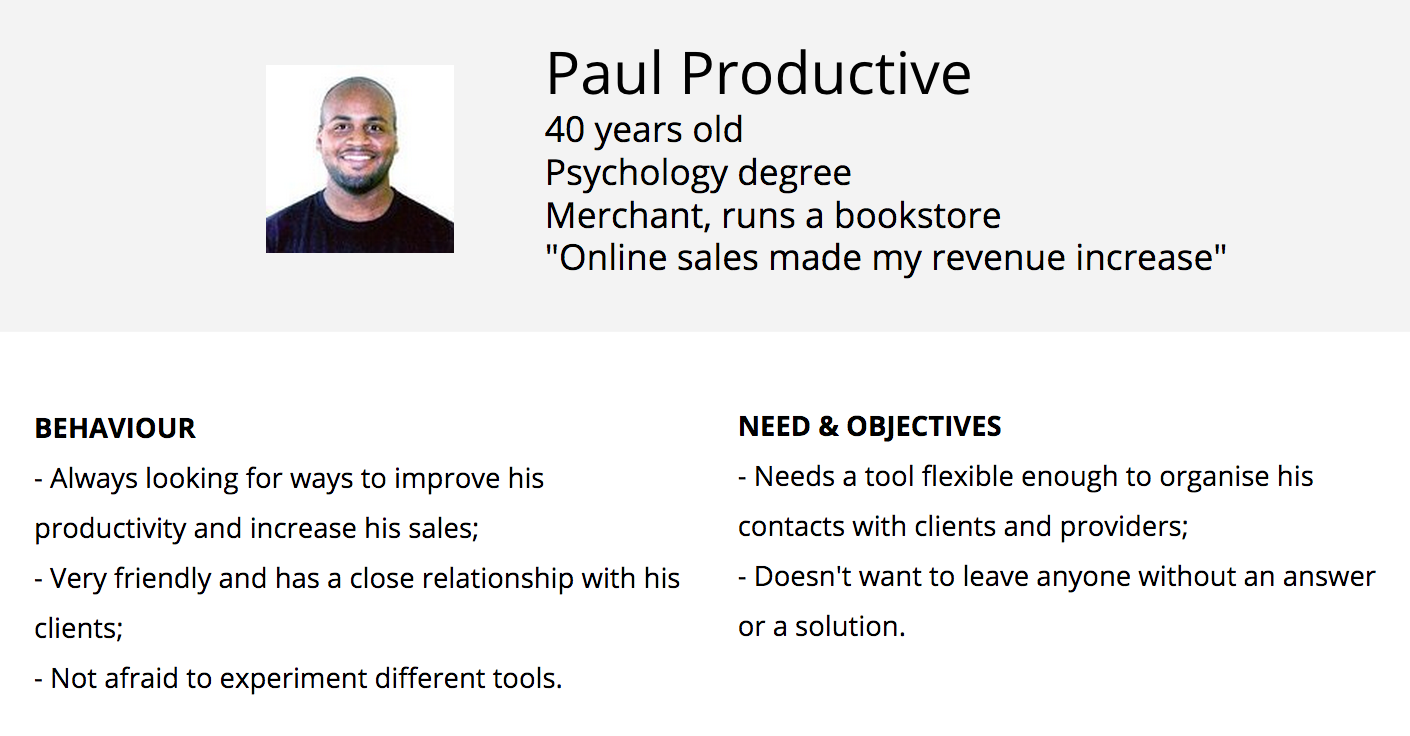 Paul Productive
40 years old
Psychology degree
Merchant, runs a bookstore
"Online sales made my revenue increase"
BEHAVIOUR
- Always looking for ways to improve his
productivity and increase his sales;
- Very friendly and has a close relationship with his
clients;
- Not afraid to experiment different tools.
NEED & OBJECTIVES
- Needs a tool flexible enough to organise his
contacts with clients and providers;
- Doesn't want to leave anyone without an answer
or a solution.